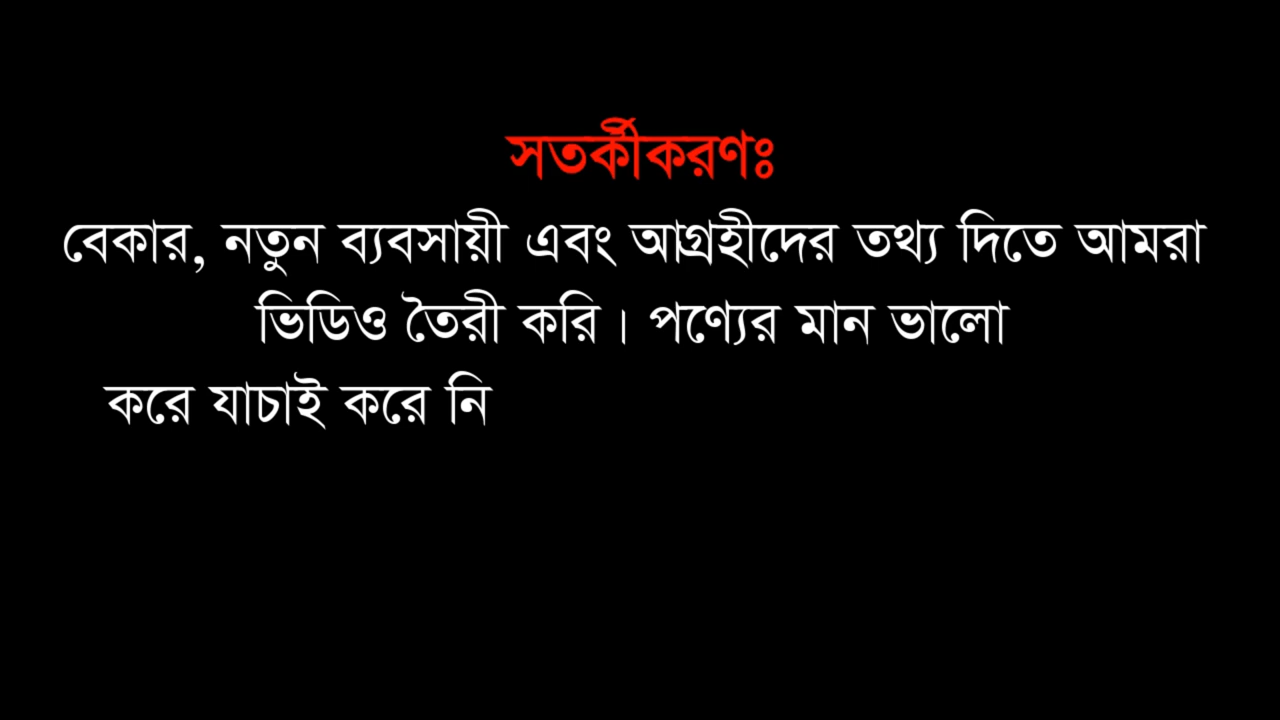 সতর্কীকরণঃ
বেকার, নতুন ব্যবসায়ী এবং আগ্রহীদের তথ্য দিতে আমরা
ভিডিও তৈরী করি। পণ্যের মান ভালো
করে যাচাই করে নি